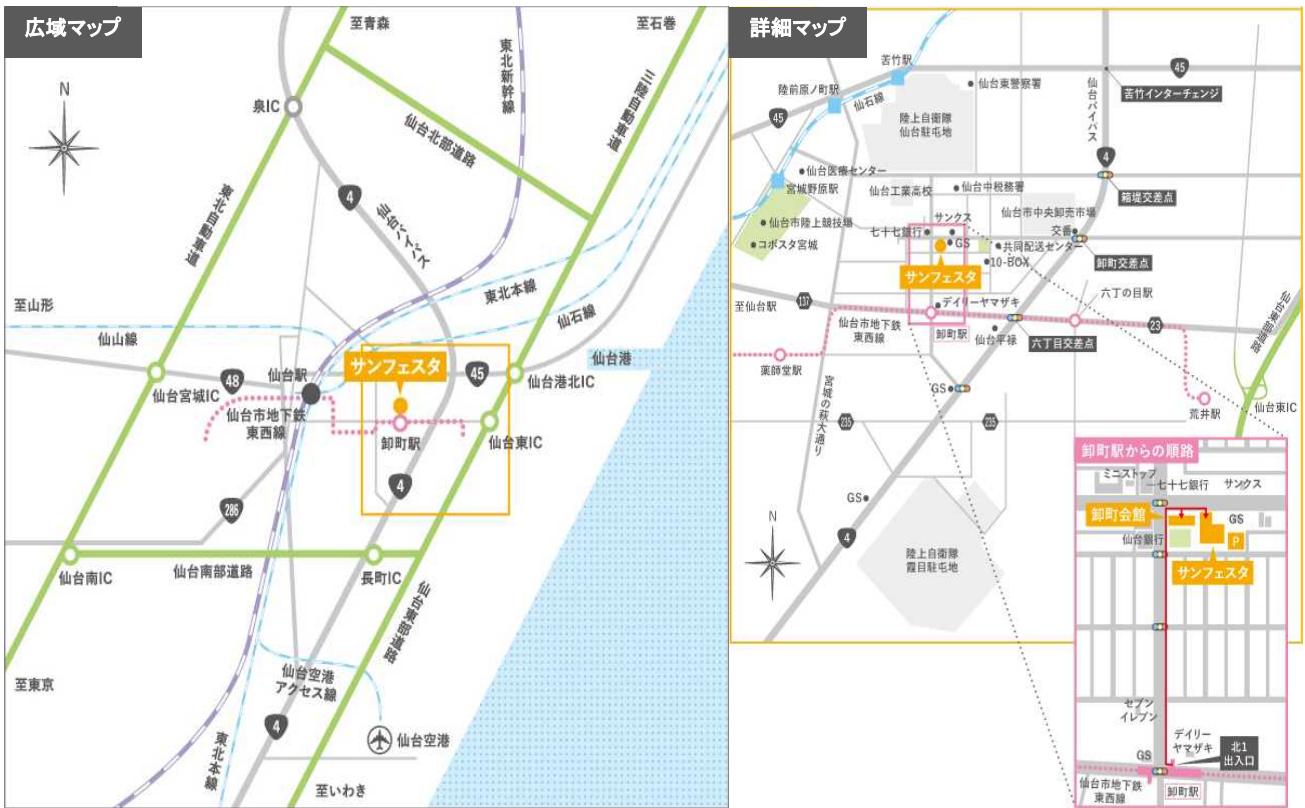 広域マップ
至青森
至石巻
東北新幹線
三陸自動車道
N
泉IC
仙台北部道路
東北自動車道
4
仙台バイパス
至山形
東北本線
仙石線
仙山線
仙台港
サンフェスタ
仙台駅
48
45
仙台港北IC
仙台宮城IC
仙台市地下鉄
東西線
卸町駅
仙台東IC
4
286
仙台南IC
仙台南部道路
長町IC
仙台東部道路
至東京
仙台空港
アクセス線
4
仙台空港
東北本線
至いわき
詳細マップ
苦竹駅
45
陸前原ノ町駅
仙石線
仙台東警察署
仙台バイパス
苦竹インターチェンジ
45
陸上自衛隊
仙台駐屯地
4
仙台医療センター
宮城野原駅
仙台工業高校
仙台中税務署
箱堤交差点
仙台市陸上競技場
サンクス
仙台市中央卸売市場
七十七銀行
交番
コボスタ宮城
GS
共同配送センター
卸町交差点
10-BOX
サンフェスタ
至仙台駅
137
デイリーヤマザキ
六丁の目駅
仙台市地下鉄
東西線
卸町駅
仙台平禄
六丁目交差点
23
仙台東部道路
薬師堂駅
宮城の萩大通り
GS
荒井駅
仙台東IC
235
235
GS
N
4
陸上自衛隊
霞目駐屯地
卸町駅からの順路
ミニストップ
七十七銀行
サンクス
卸町会館
GS
仙台銀行
P
サンフェスタ
セブン
イレブン
デイリー
ヤマザキ
GS
北1
出入口
仙台市地下鉄
東西線
卸町駅